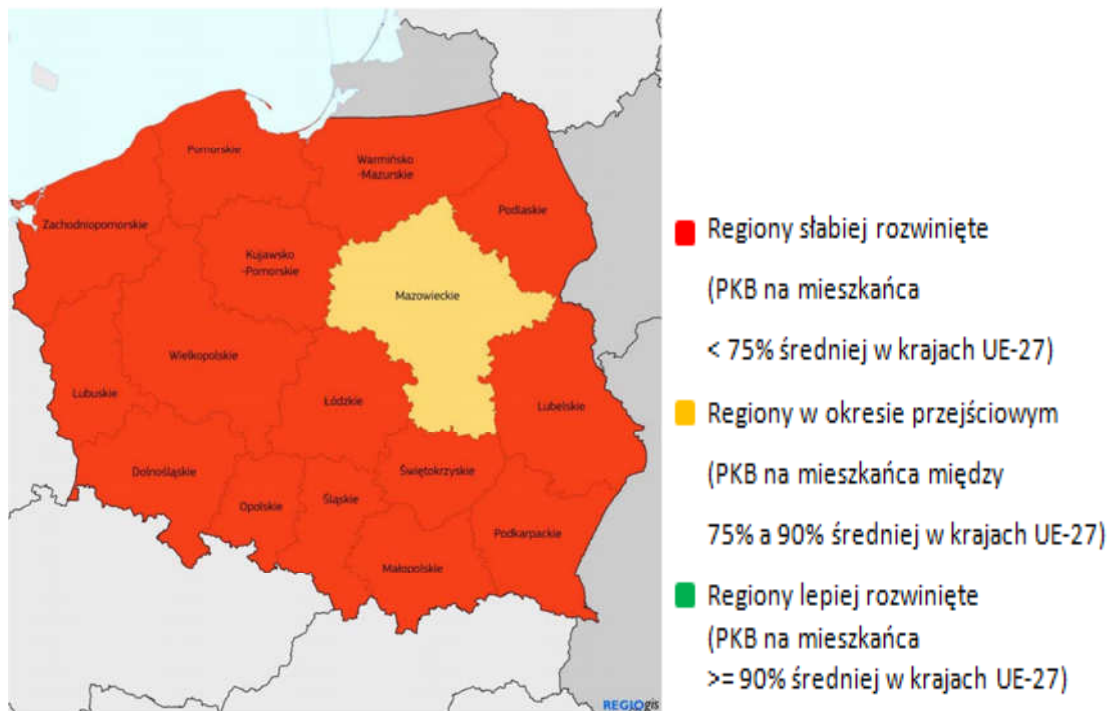 Pomorskie
Warmińsko
-Mazurskie
Podlaskie
Zachodniopomorskie
Kujawsko
-Pomorskie
Mazowieckie
Wielkopolskie
Lubuskie
Łódzkie
Lubelskie
Dolnośląskie
Świętokrzyskie
Opolskie
Śląskie
Podkarpackie
Małopolskie
REGIOgis
Regiony słabiej rozwinięte
(PKB na mieszkańca
< 75% średniej w krajach UE-27)
Regiony w okresie przejściowym
(PKB na mieszkańca między
75% a 90% średniej w krajach UE-27)
Regiony lepiej rozwinięte
(PKB na mieszkańca
>= 90% średniej w krajach UE-27)